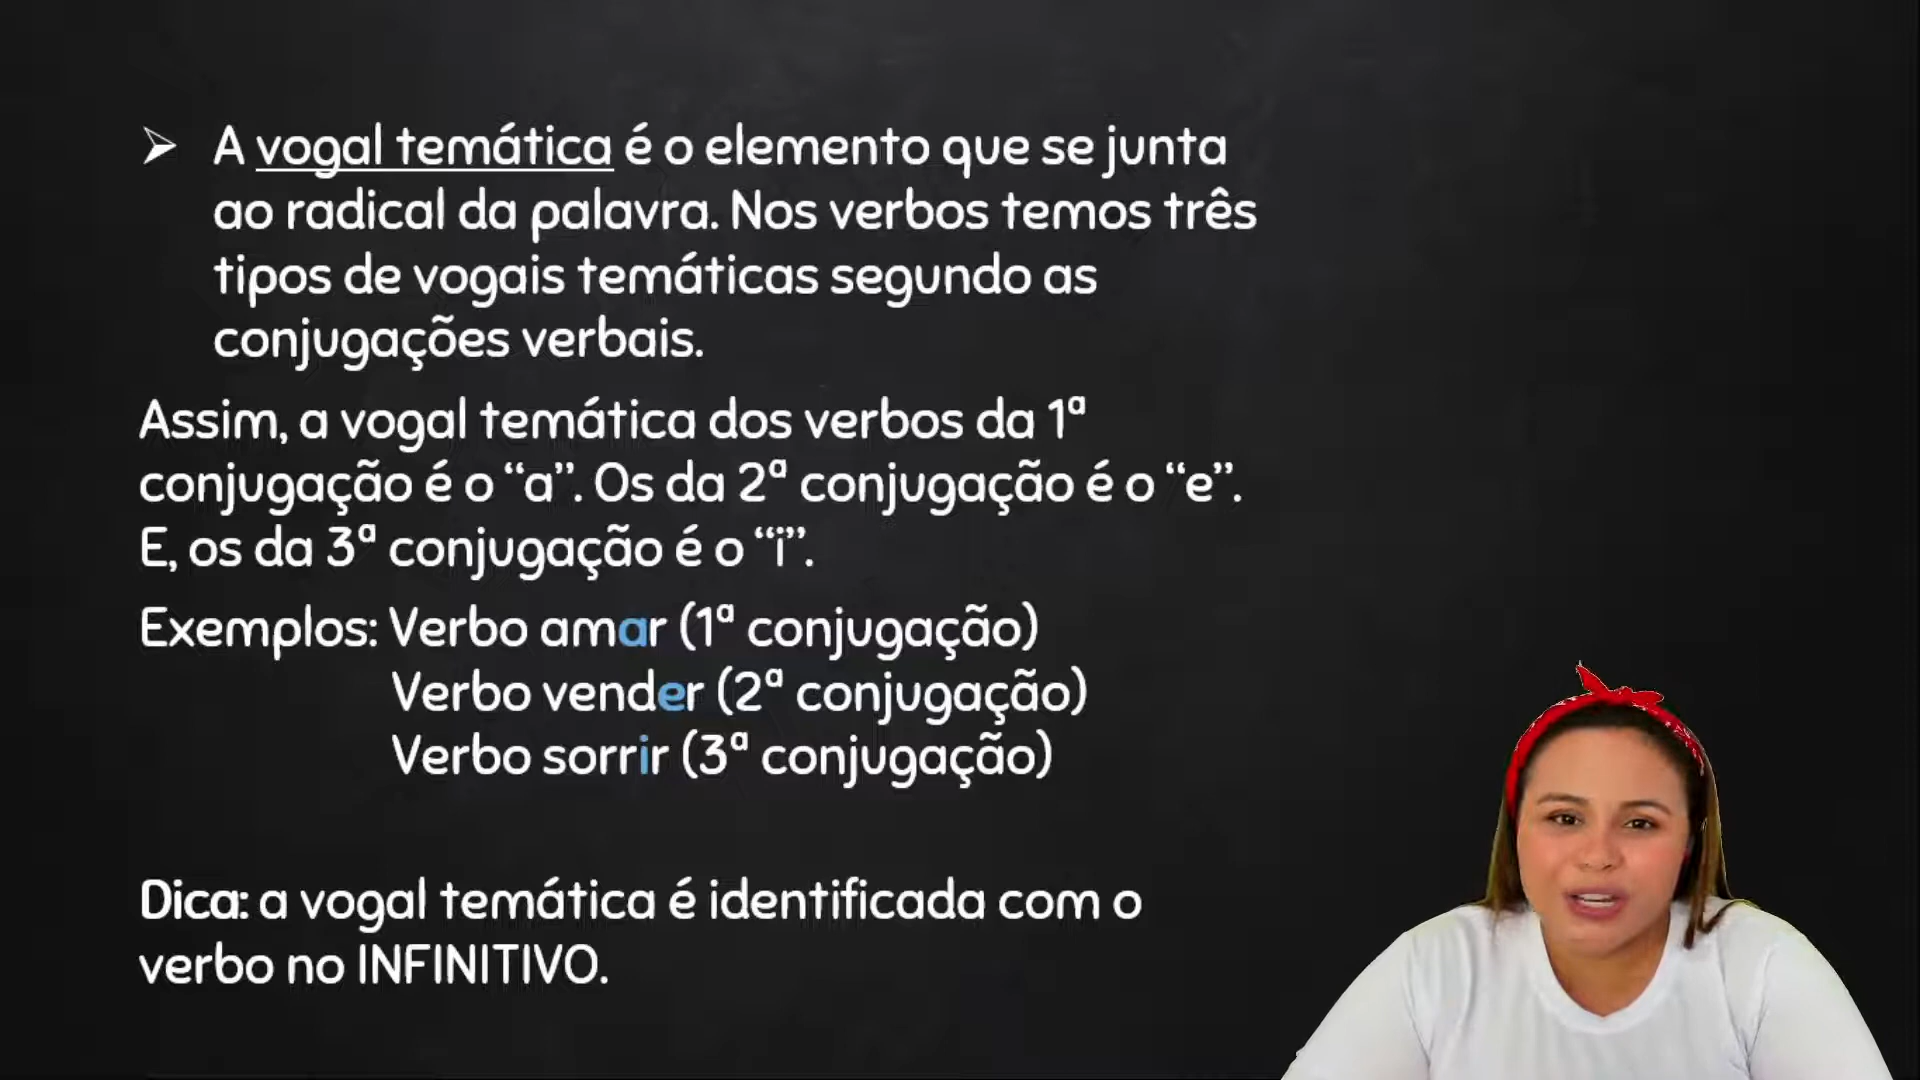 A vogal temática é o elemento que se junta
ao radical da palavra. Nos verbos temos três
tipos de vogais temáticas segundo as
conjugações verbais.
Assim, a vogal temática dos verbos da 1ª
conjugação é o “a”. Os da 2ª conjugação é o “e”.
E, os da 3ª conjugação é o “i”.
Exemplos: Verbo amar (1ª conjugação)
Verbo vender (2ª conjugação)
Verbo sorrir (3ª conjugação)
Dica: a vogal temática é identificada com o
verbo no INFINITIVO.